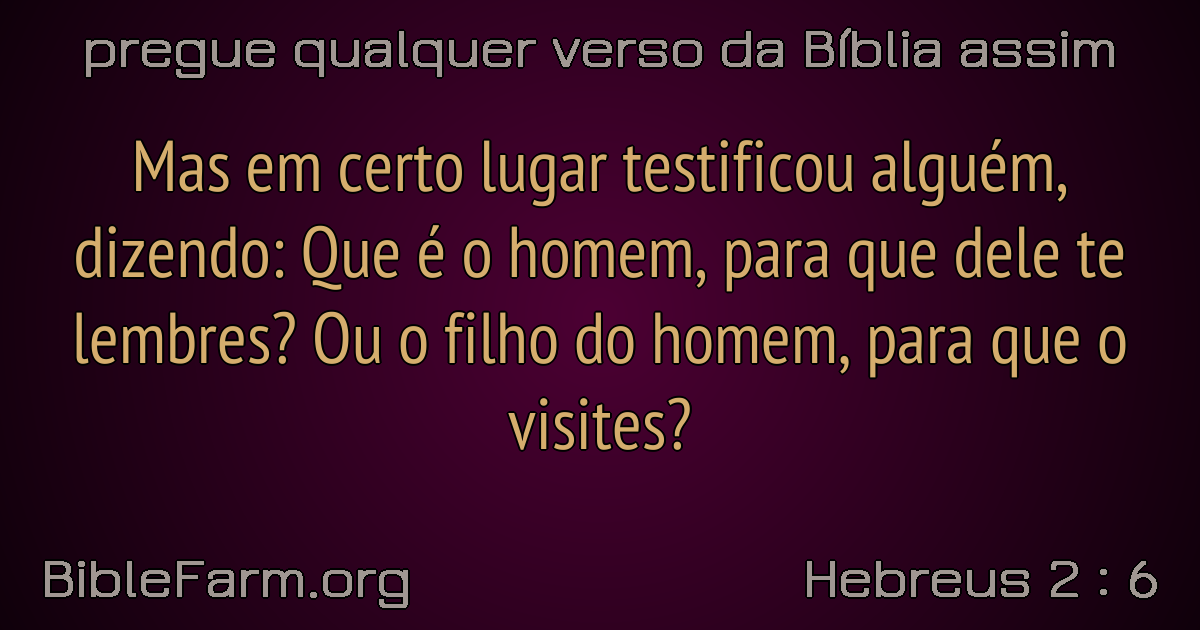 pregue qualquer verso da Bíblia assim
Mas em certo lugar testificou alguém,
dizendo: Que é o homem, para que dele te
lembres? Ou o filho do homem, para que o
visites?
BibleFarm.org
Hebreus 2 : 6